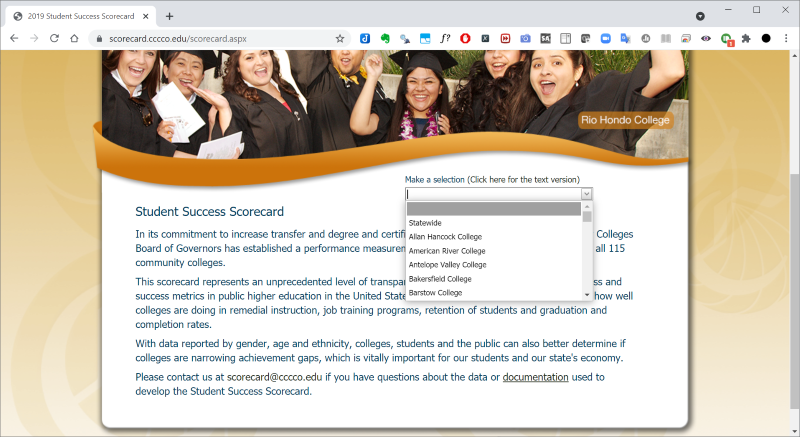 2019 Student Success Scorecard
scorecard.cccco.edu/scorecard.aspx
Rio Hondo College
Make a selection (Click here for the text version)
Statewide
Allan Hancock College
American River College
Antelope Valley College
Bakersfield College
Barstow College
Student Success Scorecard
In its commitment to increase transfer and degree and certif Colleges
Board of Governors has established a performance measurem all 115
community colleges.
This scorecard represents an unprecedented level of transpar ss and
success metrics in public higher education in the United State how well
colleges are doing in remedial instruction, job training programs, retention of students and graduation and
completion rates.
With data reported by gender, age and ethnicity, colleges, students and the public can also better determine if
colleges are narrowing achievement gaps, which is vitally important for our students and our state's economy.
Please contact us at scorecard@cccco.edu if you have questions about the data or documentation used to
develop the Student Success Scorecard.